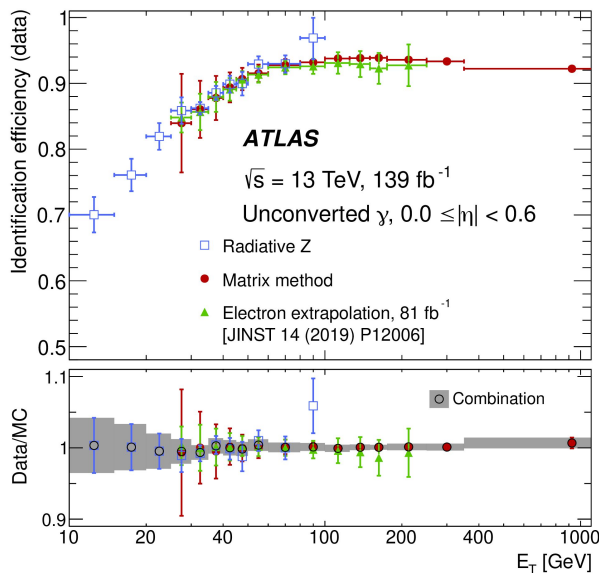 Identification efficiency (data)
1
0.9
0.8
0.7
0.6
0.5
ATLAS
√s = 13 TeV, 139 fb⁻¹
Unconverted γ, 0.0 ≤|η| < 0.6
Radiative Z
Matrix method
Electron extrapolation, 81 fb⁻¹
[JINST 14 (2019) P12006]
Data/MC
1.1
1
0.9
Combination
10 20 30 40 100 200 300 400 1000
E_T [GeV]